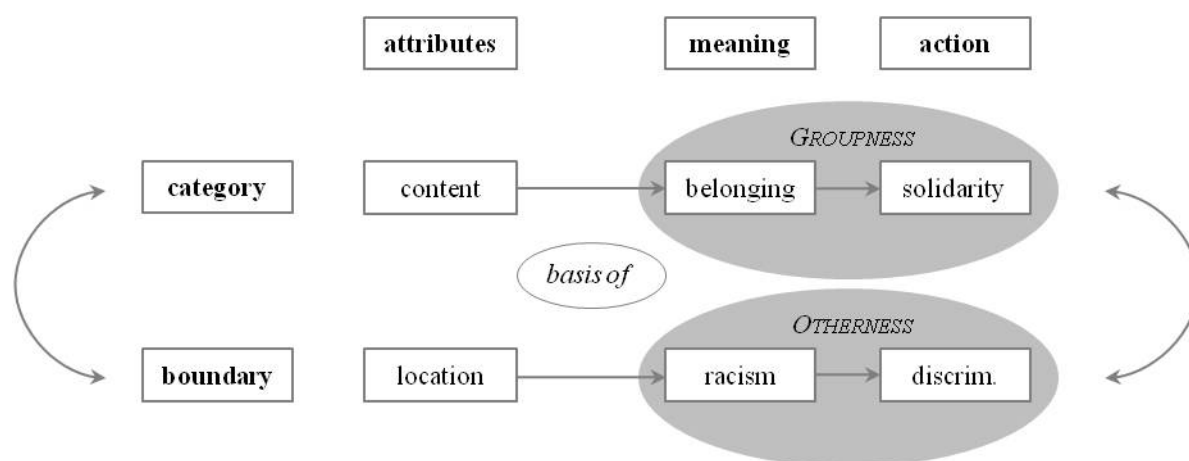 attributes meaning action
GROUPNESS
category content belonging solidarity
basis of
OTHERNESS
boundary location racism discrim.